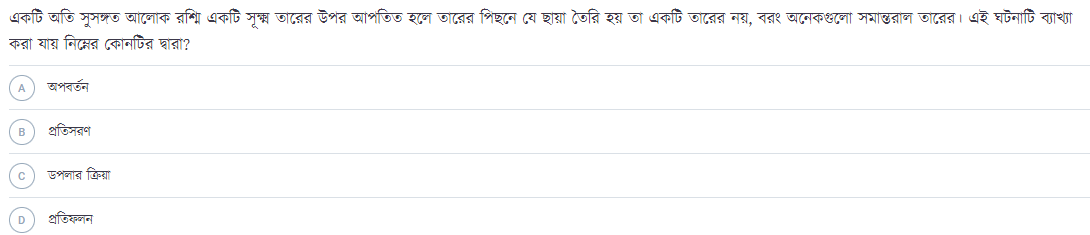 একটি অতি সুসঙ্গত আলোক রশ্মি একটি সূক্ষ্ম তারের উপর আপতিত হলে তারের পিছনে যে ছায়া তৈরি হয় তা একটি তারের নয়, বরং অনেকগুলো সমান্তরাল তারের। এই ঘটনাটি ব্যাখ্যা
করা যায় নিম্নের কোনটির দ্বারা?
A অপবর্তন
B প্রতিসরণ
C ডপলার ক্রিয়া
D প্রতিফলন